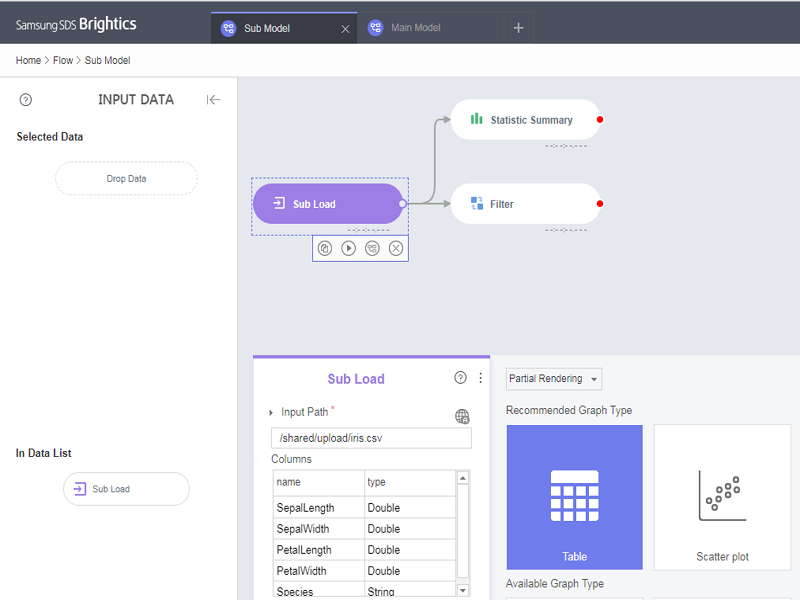 Samsung SDS Brightics
Sub Model
Main Model
Home > Flow > Sub Model
INPUT DATA
Selected Data
Drop Data
In Data List
Sub Load
Statistic Summary
--:--:--.---
Sub Load
--:--:--.---
Filter
--:--:--.---
Sub Load
Input Path *
/shared/upload/iris.csv
Columns
name type
SepalLength Double
SepalWidth Double
PetalLength Double
PetalWidth Double
Species String
Partial Rendering
Recommended Graph Type
Table
Scatter plot
Available Graph Type